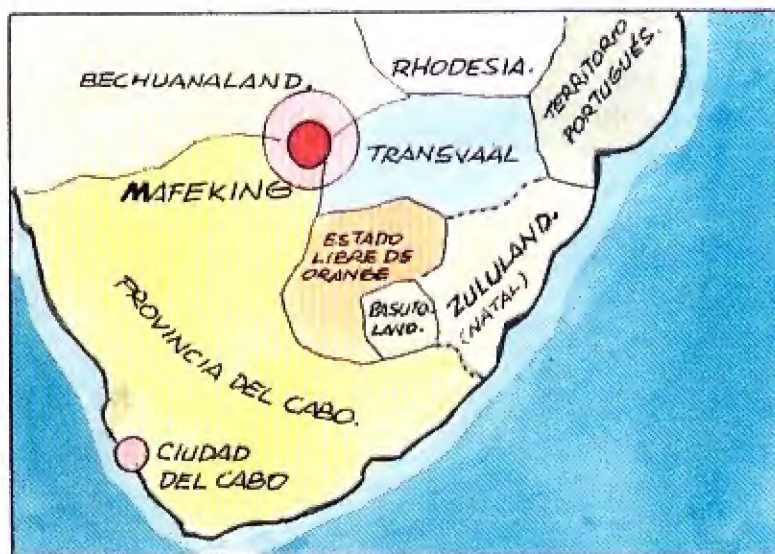 BECHUANALAND.
RHODESIA.
TERRITORIO
PORTUGUÉS.
TRANSVAAL
MAFEKING
ESTADO
LIBRE DE
ORANGE
BASUTO
LAND.
ZULULAND.
(NATAL)
PROVINCIA DEL CABO.
CIUDAD
DEL CABO